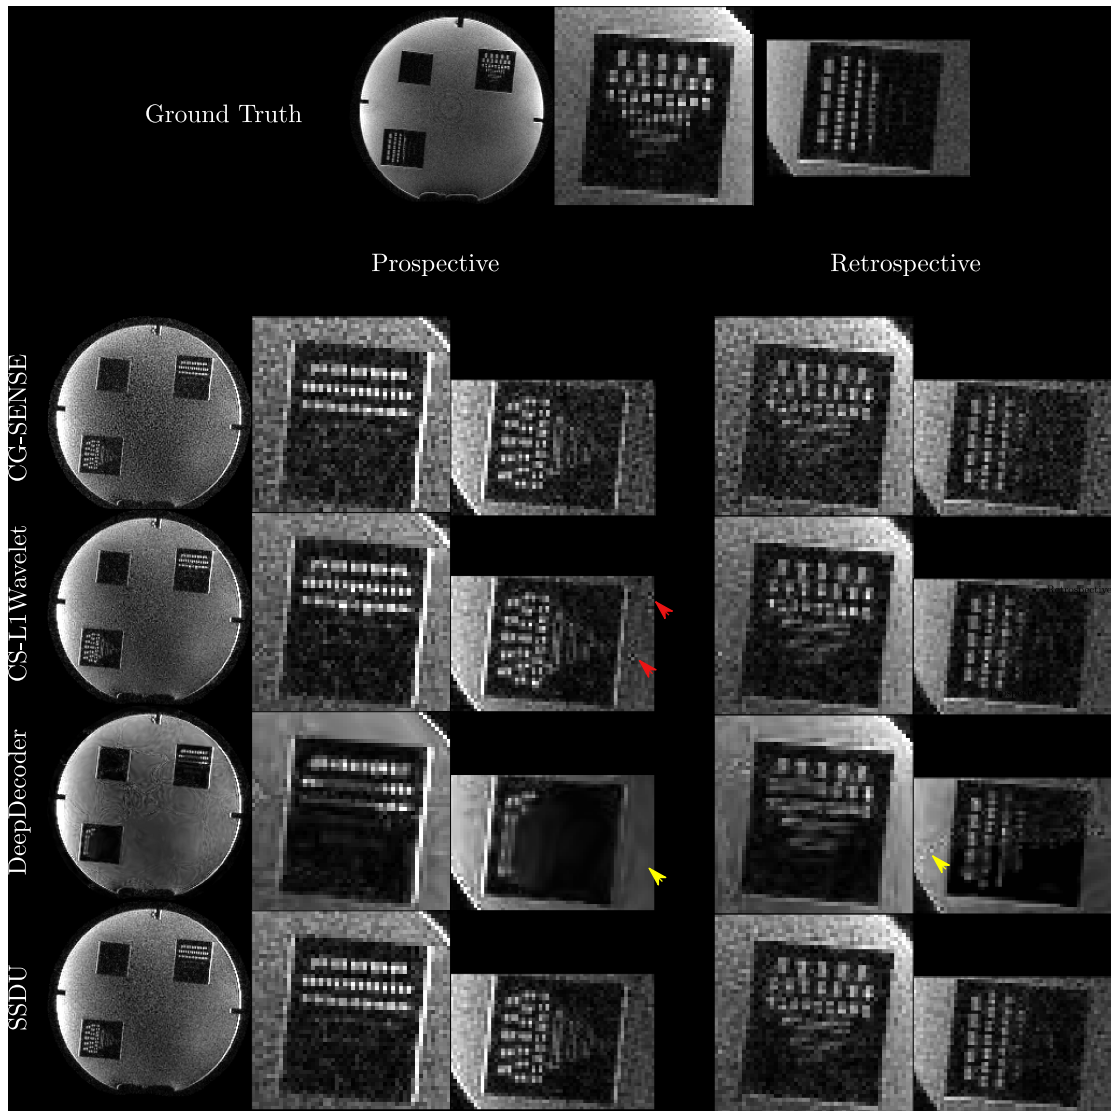 Ground Truth
Prospective
Retrospective
CG-SENSE
CS-L1Wavelet
DeepDecoder
SSDU